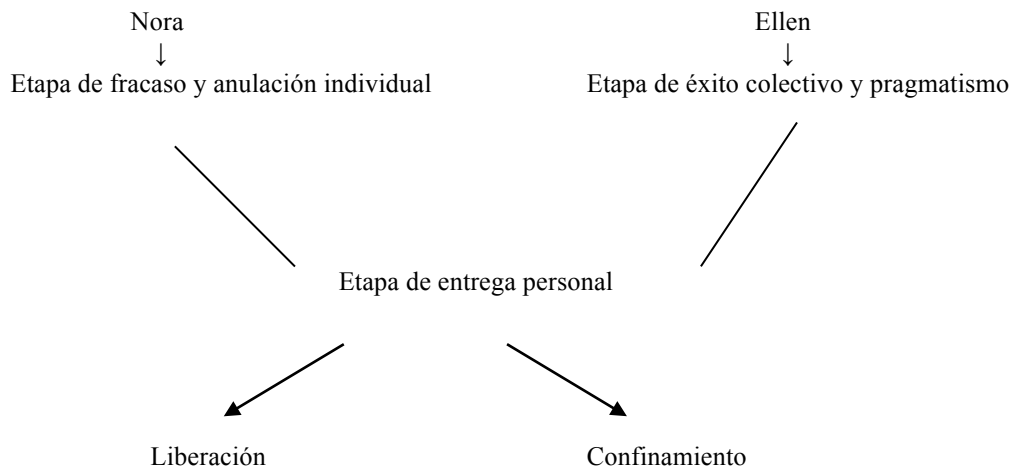 Nora
↓
Etapa de fracaso y anulación individual
Ellen
↓
Etapa de éxito colectivo y pragmatismo
Etapa de entrega personal
Liberación
Confinamiento